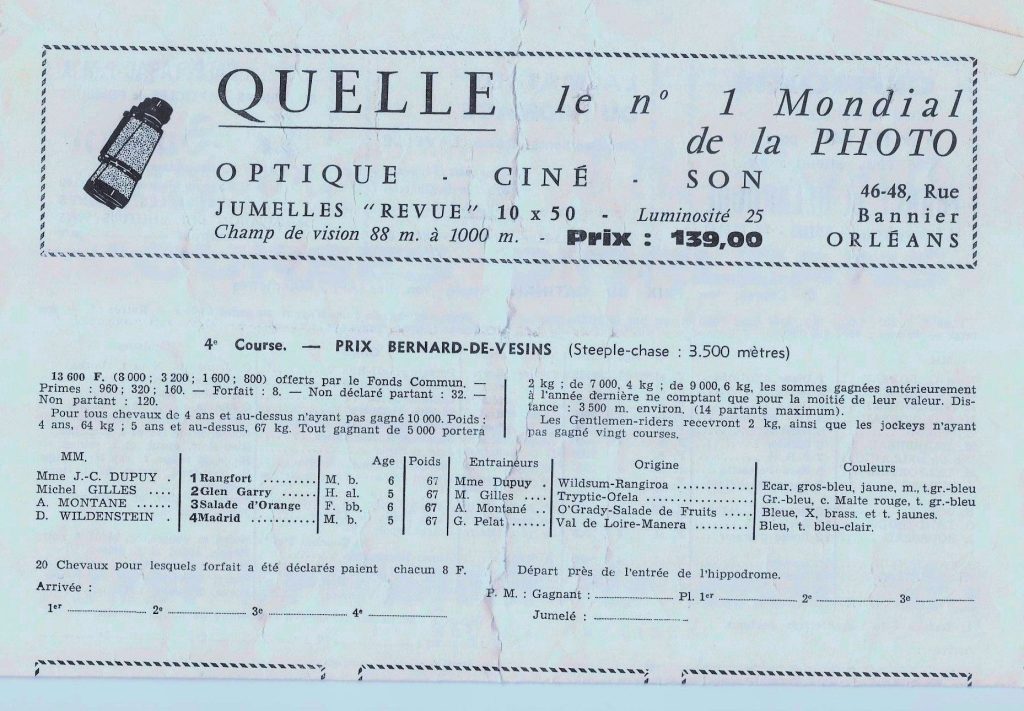 QUELLE le nº 1 Mondial
de la PHOTO
OPTIQUE - CINÉ - SON
JUMELLES "REVUE" 10 x 50 - Luminosité 25
Champ de vision 88 m. à 1000 m. - Prix : 139,00
46-48, Rue
Bannier
ORLÉANS
4e Course. — PRIX BERNARD-DE-VESINS (Steeple-chase : 3.500 mètres)
13 600 F. (8 000 ; 3 200 ; 1 600 ; 800) offerts par le Fonds Commun. —
Primes : 960 ; 320 ; 160. — Forfait : 8. — Non déclaré partant : 32. —
Non partant : 120.
Pour tous chevaux de 4 ans et au-dessus n'ayant pas gagné 10 000. Poids :
4 ans, 64 kg ; 5 ans et au-dessus, 67 kg. Tout gagnant de 5 000 portera
2 kg ; de 7 000, 4 kg ; de 9 000, 6 kg, les sommes gagnées antérieurement
à l'année dernière ne comptant que pour la moitié de leur valeur. Dis-
tance : 3 500 m. environ. (14 partants maximum).
Les Gentlemen-riders recevront 2 kg, ainsi que les jockeys n'ayant
pas gagné vingt courses.
MM. Age Poids Entraineurs Origine Couleurs
Mme J.-C. DUPUY . 1 Rangfort ......... M. b. 6 67 Mme Dupuy . Wildsum-Rangiroa ............. Ecar. gros-bleu, jaune, m., t.gr.-bleu
Michel GILLES .... 2 Glen Garry ...... H. al. 5 67 M. Gilles .... Tryptic-Ofela .................. Gr.-bleu, c. Malte rouge, t. gr.-bleu
A. MONTANE ...... 3 Salade d'Orange F. bb. 6 67 A. Montané .. O'Grady-Salade de Fruits ..... Bleue, X, brass. et t. jaunes.
D. WILDENSTEIN . 4 Madrid ........... M. b. 5 67 G. Pelat ...... Val de Loire-Manera ......... Bleu, t. bleu-clair.
20 Chevaux pour lesquels forfait a été déclarés paient chacun 8 F.
Départ près de l'entrée de l'hippodrome.
Arrivée :
1er 2e 3e 4e
P. M. : Gagnant : Pl. 1er 2e 3e
Jumelé :